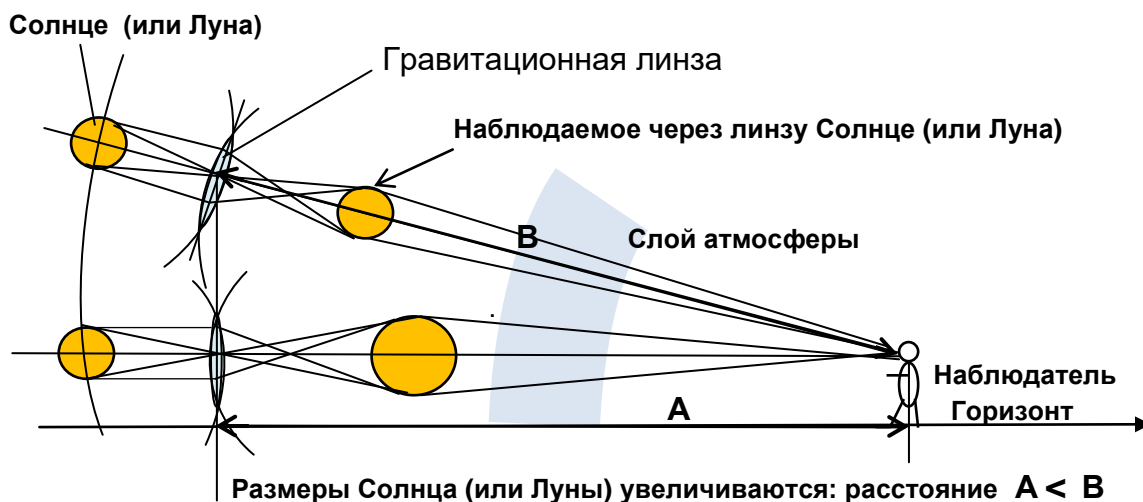 Солнце (или Луна)
Гравитационная линза
Наблюдаемое через линзу Солнце (или Луна)
B
Слой атмосферы
Наблюдатель
A
Горизонт
Размеры Солнца (или Луны) увеличиваются: расстояние A < B